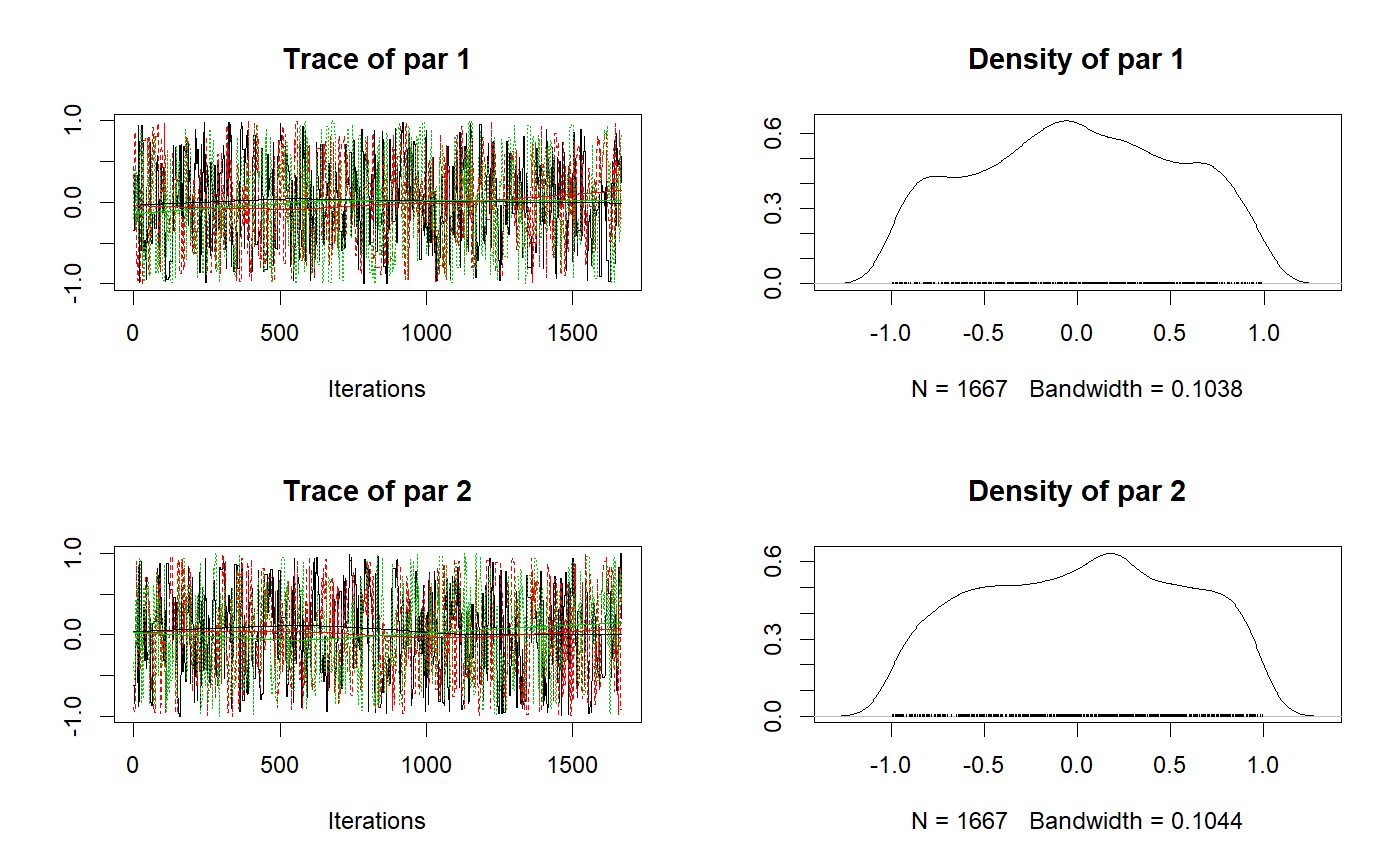 Trace of par 1
1.0
0.0
-1.0
0 500 1000 1500
Iterations
Density of par 1
0.6
0.3
0.0
-1.0 -0.5 0.0 0.5 1.0
N = 1667 Bandwidth = 0.1038
Trace of par 2
1.0
0.0
-1.0
0 500 1000 1500
Iterations
Density of par 2
0.6
0.3
0.0
-1.0 -0.5 0.0 0.5 1.0
N = 1667 Bandwidth = 0.1044